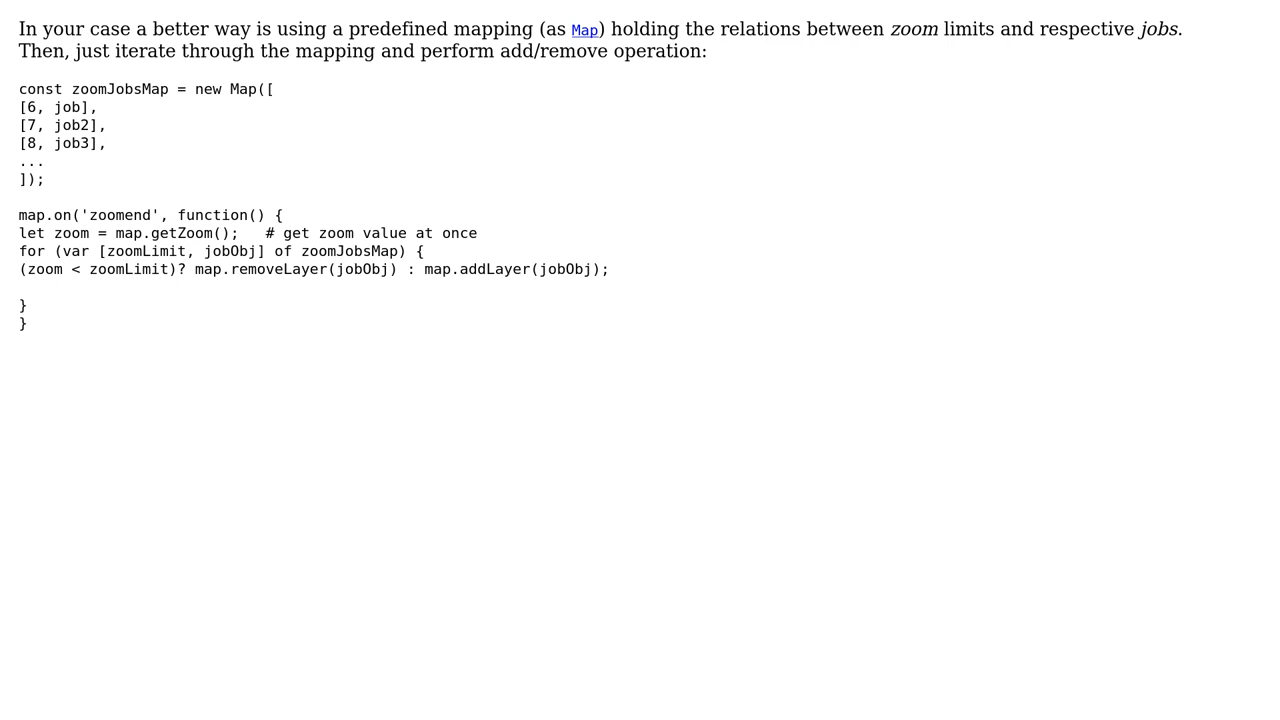 In your case a better way is using a predefined mapping (as Map) holding the relations between zoom limits and respective jobs.
Then, just iterate through the mapping and perform add/remove operation:
const zoomJobsMap = new Map([
[6, job],
[7, job2],
[8, job3],
...
]);
map.on('zoomend', function() {
let zoom = map.getZoom();   # get zoom value at once
for (var [zoomLimit, jobObj] of zoomJobsMap) {
(zoom < zoomLimit)? map.removeLayer(jobObj) : map.addLayer(jobObj);
}
}